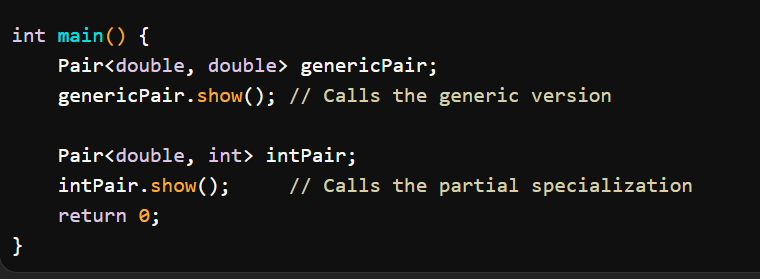 int main() {
    Pair<double, double> genericPair;
    genericPair.show(); // Calls the generic version

    Pair<double, int> intPair;
    intPair.show();     // Calls the partial specialization
    return 0;
}